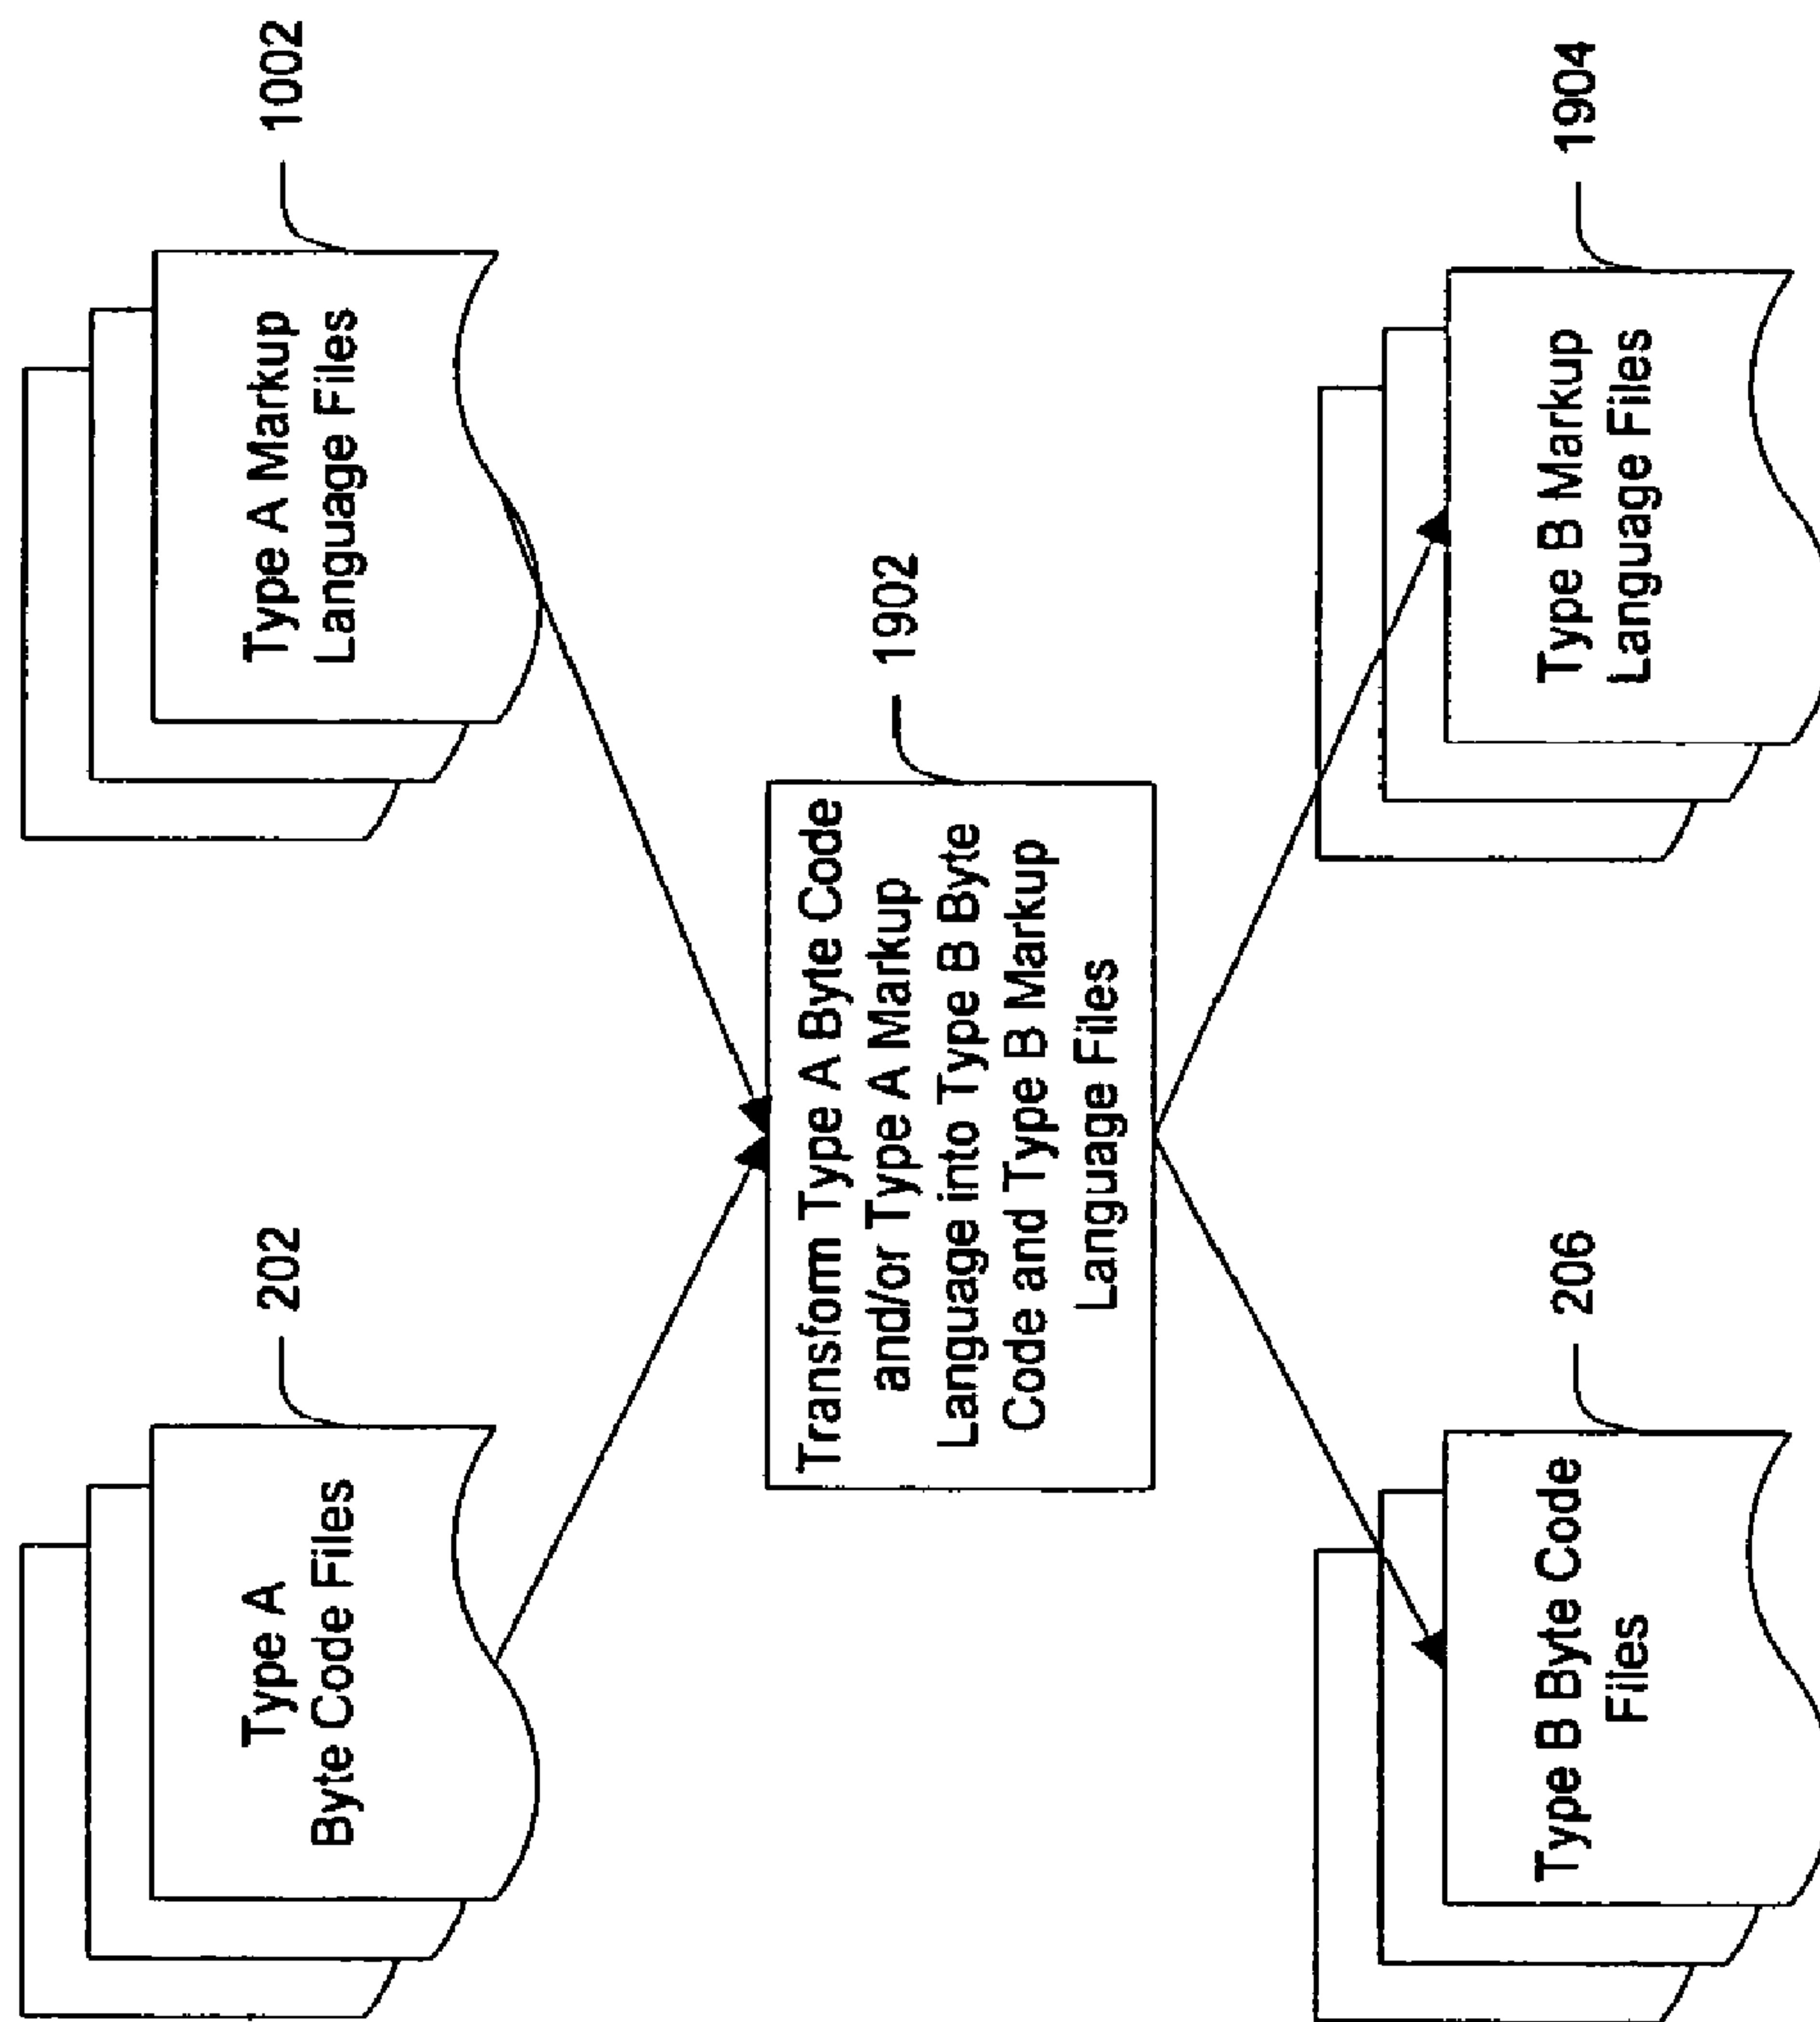 Type A
Byte Code Files
202
Type A Markup
Language Files
1002
Transform Type A Byte Code
and/or Type A Markup
Language into Type B Byte
Code and Type B Markup
Language Files
1902
Type B Byte Code
Files
206
Type B Markup
Language Files
1904